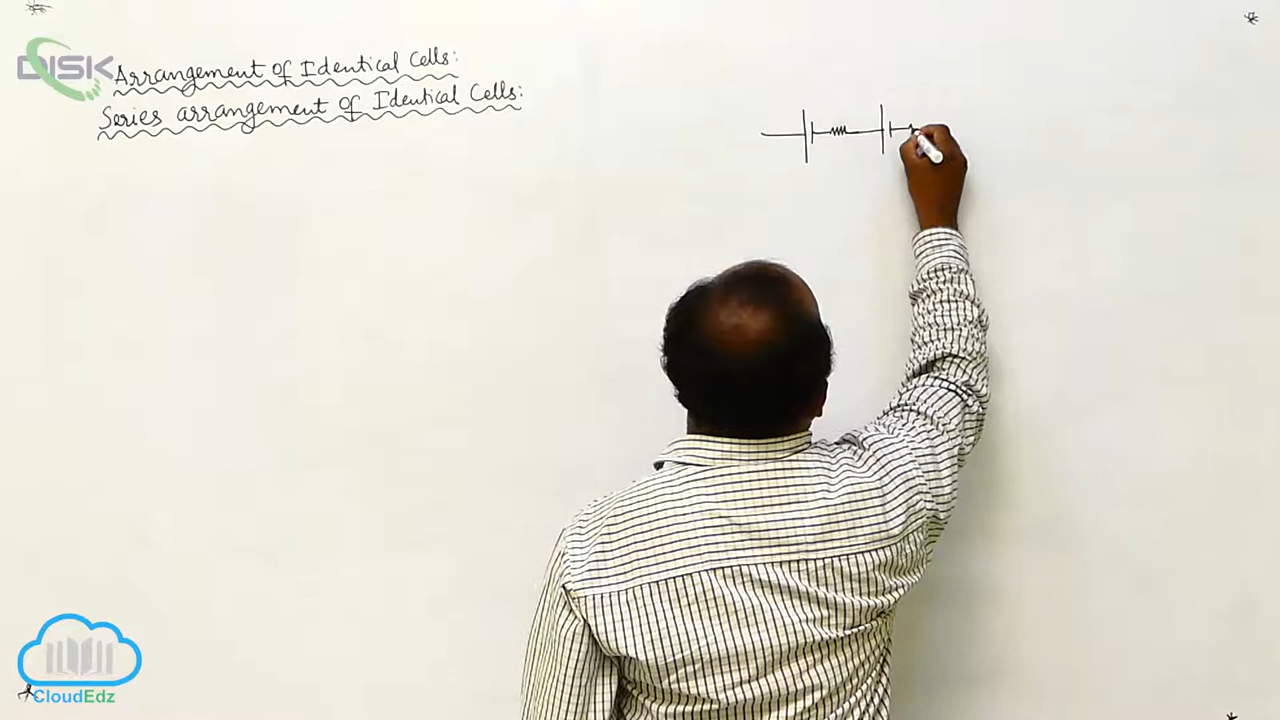 DISK
Arrangement of Identical Cells:
Series arrangement of Identical Cells:
CloudEdz